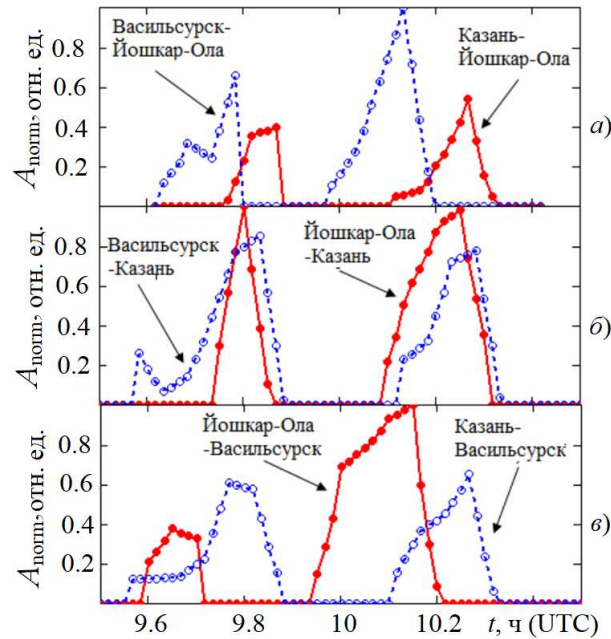 A_norm, отн. ед.
0.8
0.6
0.4
0.2
Васильсурск-
Йошкар-Ола
Казань-
Йошкар-Ола
а)
A_norm, отн. ед.
0.8
0.6
0.4
0.2
Васильсурск
-Казань
Йошкар-Ола
-Казань
б)
A_norm, отн. ед.
0.8
0.6
0.4
0.2
Йошкар-Ола
-Васильсурск
Казань-
Васильсурск
в)
9.6 9.8 10 10.2 t, ч (UTC)